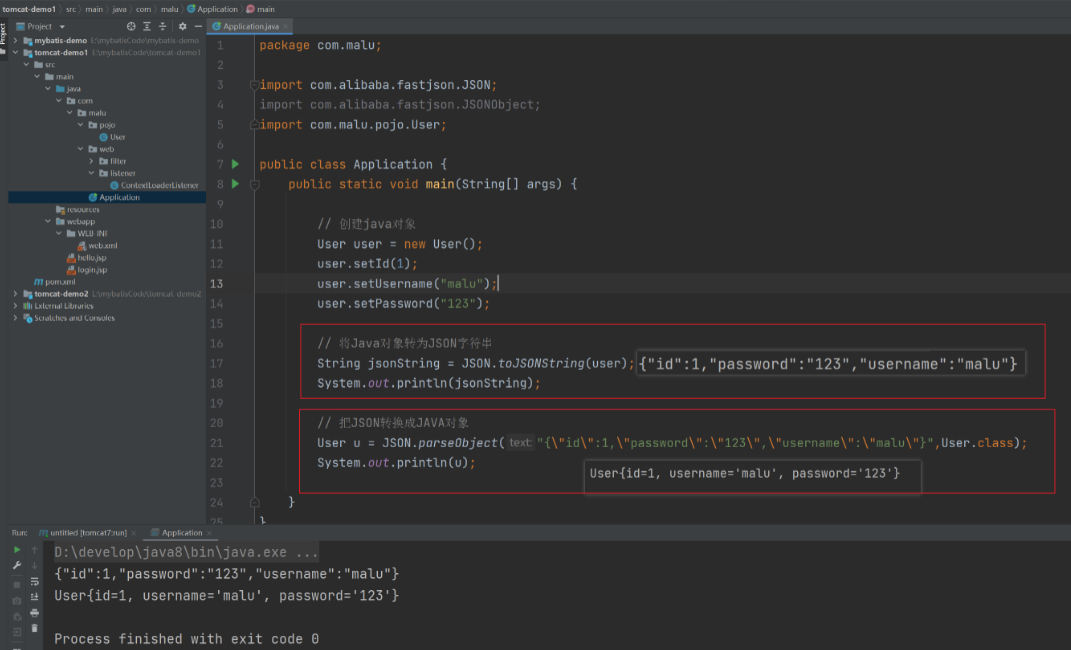 tomcat-demo1 src main java com malu Application main
Project
Application.java
Project
mybatis-demo E:\mybatisCode\mybatis-demo
tomcat-demo1 E:\mybatisCode\tomcat-demo1
src
main
java
com
malu
pojo
User
web
filter
listener
ContextLoaderListener
Application
resources
webapp
WEB-INF
web.xml
hello.jsp
login.jsp
pom.xml
tomcat-demo2 E:\mybatisCode\tomcat-demo2
External Libraries
Scratches and Consoles
1 package com.malu;
2
3 import com.alibaba.fastjson.JSON;
4 import com.alibaba.fastjson.JSONObject;
5 import com.malu.pojo.User;
6
7 public class Application {
8 public static void main(String[] args) {
9
10 // 创建java对象
11 User user = new User();
12 user.setId(1);
13 user.setUsername("malu");
14 user.setPassword("123");
15
16 // 将Java对象转为JSON字符串
17 String jsonString = JSON.toJSONString(user); {"id":1,"password":"123","username":"malu"}
18 System.out.println(jsonString);
19
20 // 把JSON转换成JAVA对象
21 User u = JSON.parseObject( text: "{\"id\":1,\"password\":\"123\",\"username\":\"malu\"}",User.class);
22 System.out.println(u);
User{id=1, username='malu', password='123'}
23
24 }
25 }
Run: untitled [tomcat7:run] Application
D:\develop\java8\bin\java.exe ...
{"id":1,"password":"123","username":"malu"}
User{id=1, username='malu', password='123'}
Process finished with exit code 0